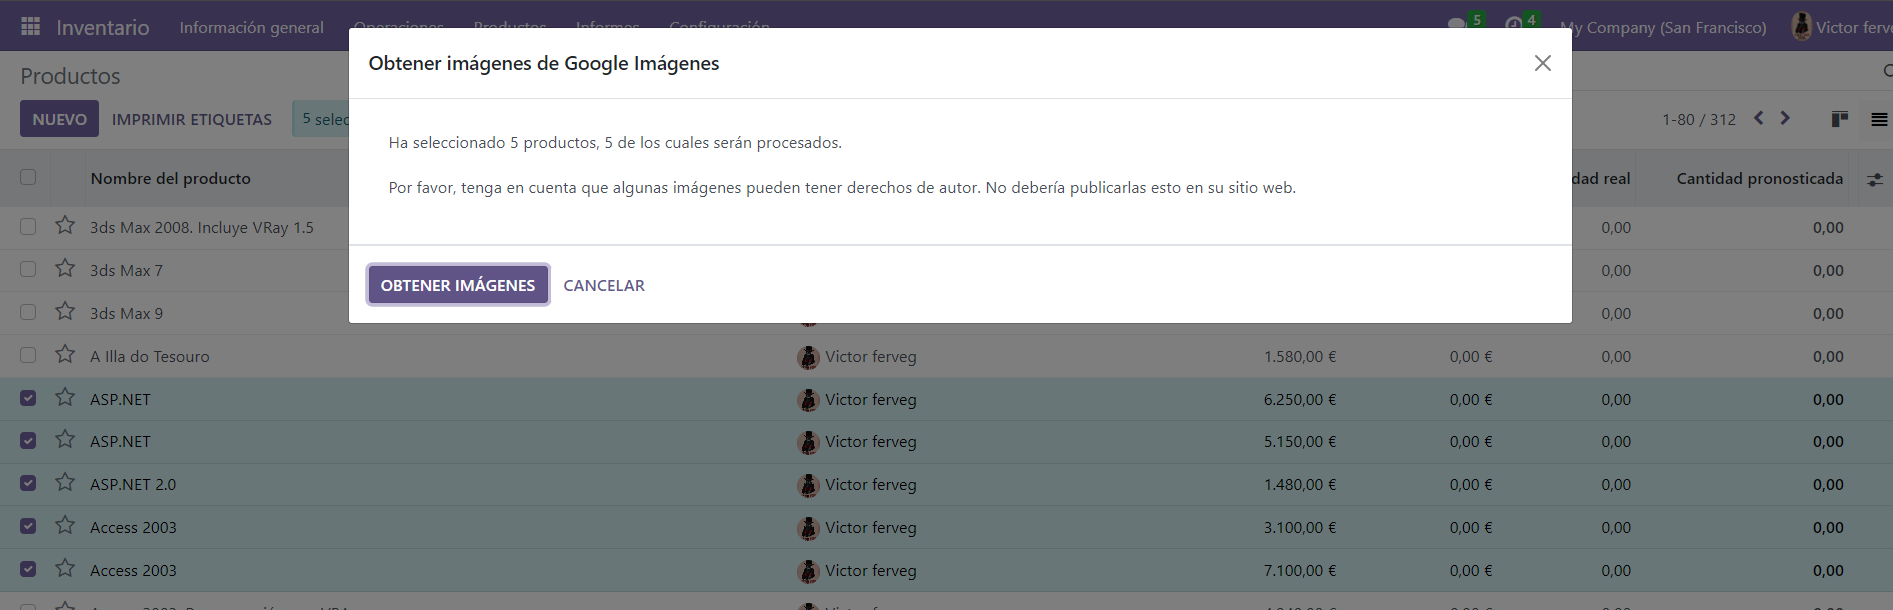 Inventario Información general Operaciones Productos Informes Configuración 5 4 My Company (San Francisco) Victor
Productos
Obtener imágenes de Google Imágenes
NUEVO IMPRIMIR ETIQUETAS 5 1-80 / 312
Ha seleccionado 5 productos, 5 de los cuales serán procesados.
Por favor, tenga en cuenta que algunas imágenes pueden tener derechos de autor. No debería publicarlas esto en su sitio web.
OBTENER IMÁGENES CANCELAR
Nombre del producto real Cantidad pronosticada
3ds Max 2008. Incluye VRay 1.5 0,00 0,00
3ds Max 7 0,00 0,00
3ds Max 9 0,00 0,00
A Illa do Tesouro Victor ferveg 1.580,00 € 0,00 € 0,00 0,00
ASP.NET Victor ferveg 6.250,00 € 0,00 € 0,00 0,00
ASP.NET Victor ferveg 5.150,00 € 0,00 € 0,00 0,00
ASP.NET 2.0 Victor ferveg 1.480,00 € 0,00 € 0,00 0,00
Access 2003 Victor ferveg 3.100,00 € 0,00 € 0,00 0,00
Access 2003 Victor ferveg 7.100,00 € 0,00 € 0,00 0,00